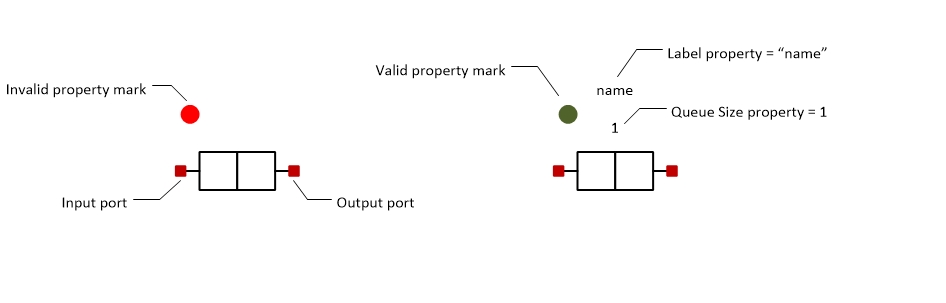 Invalid property mark
Input port
Output port
Valid property mark
Label property = “name”
name
Queue Size property = 1
1